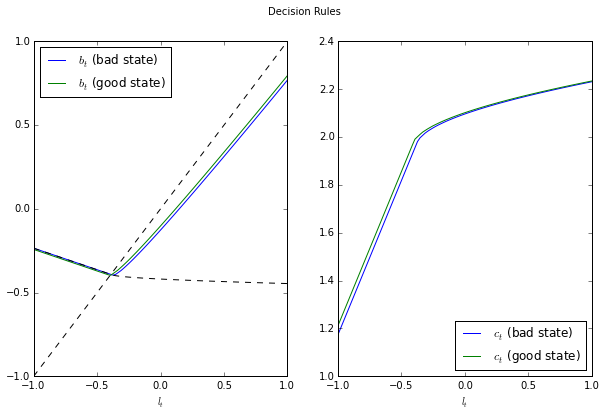 Decision Rules
1.0
0.5
0.0
−0.5
−1.0
b_t (bad state)
b_t (good state)
−1.0 −0.5 0.0 0.5 1.0
l_t
2.4
2.2
2.0
1.8
1.6
1.4
1.2
1.0
c_t (bad state)
c_t (good state)
−1.0 −0.5 0.0 0.5 1.0
l_t